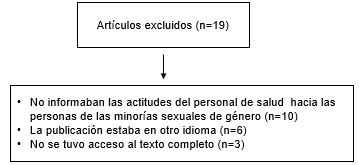 Artículos excluidos (n=19)
• No informaban las actitudes del personal de salud hacia las
personas de las minorías sexuales de género (n=10)
• La publicación estaba en otro idioma (n=6)
• No se tuvo acceso al texto completo (n=3)